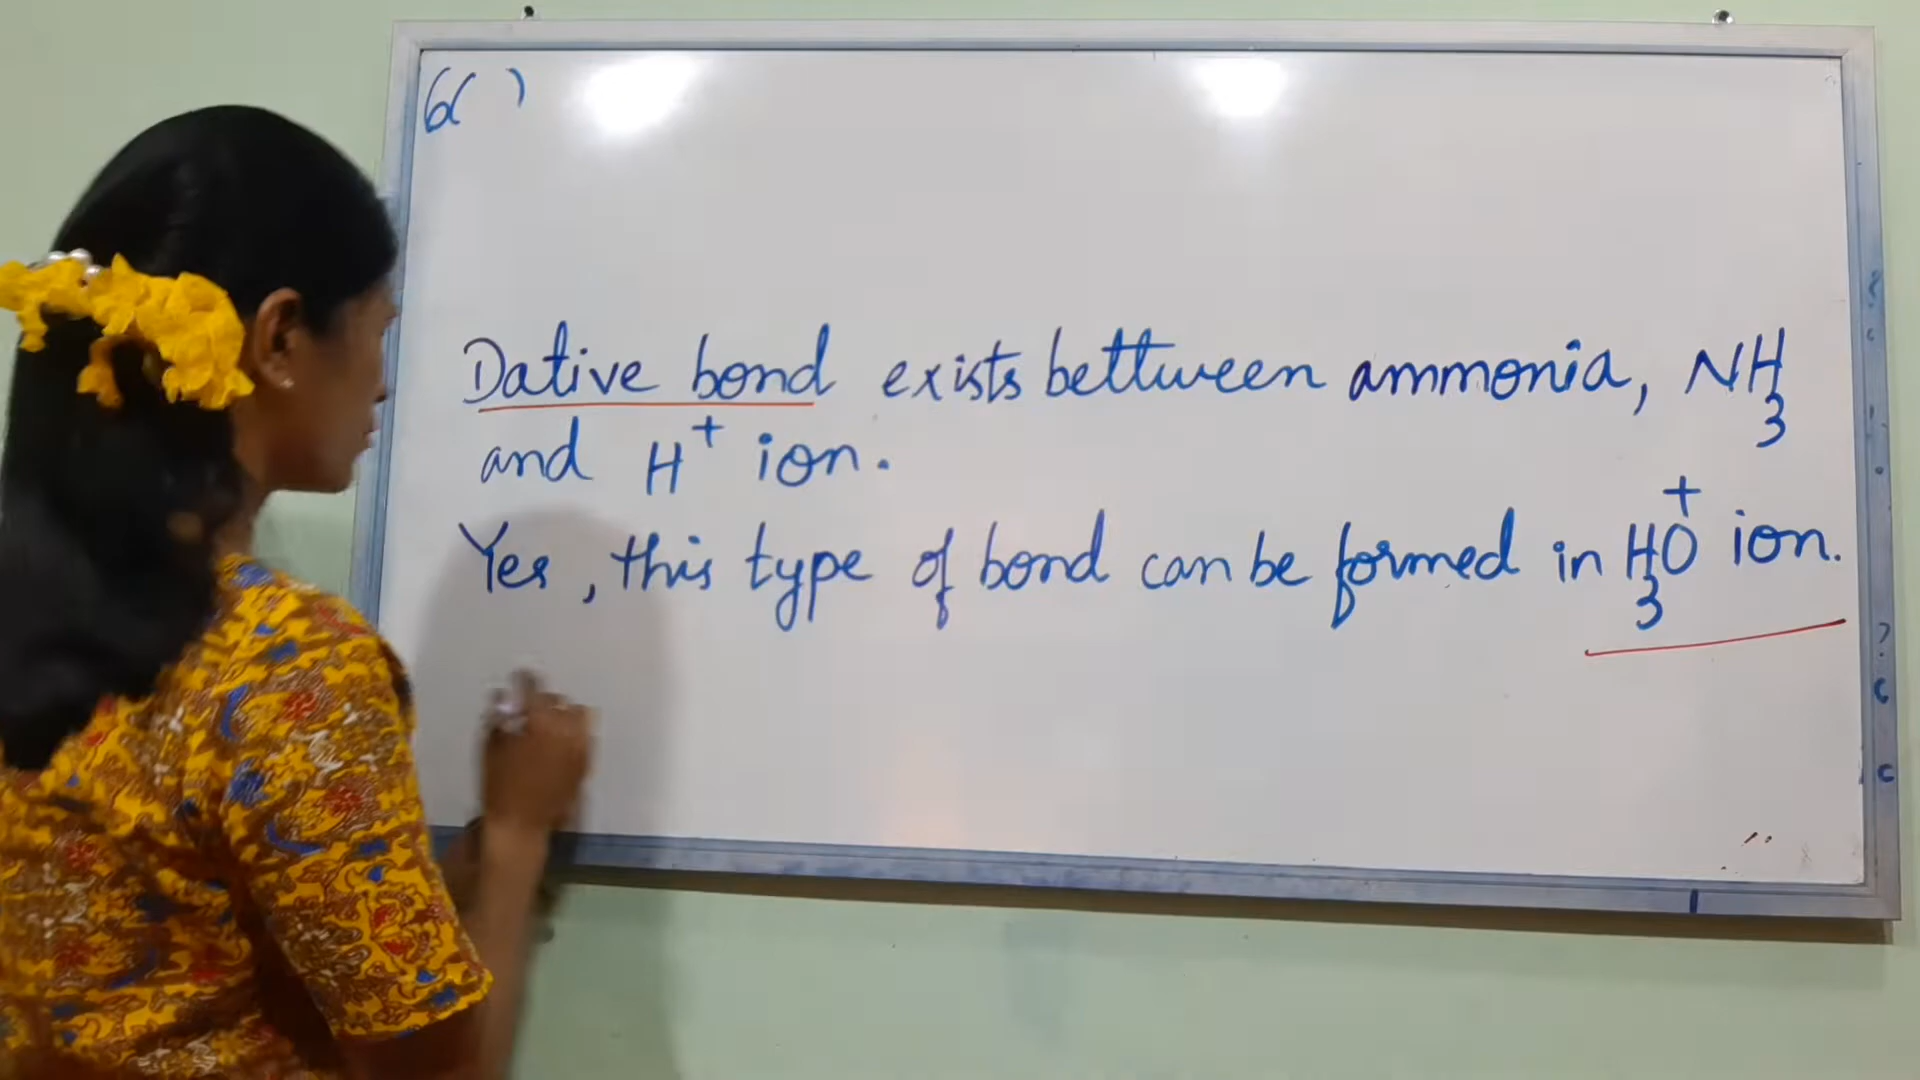 6( )
Dative bond exists bettween ammonia, NH3
and H+ ion.
Yes, this type of bond can be formed in H3O+ ion.